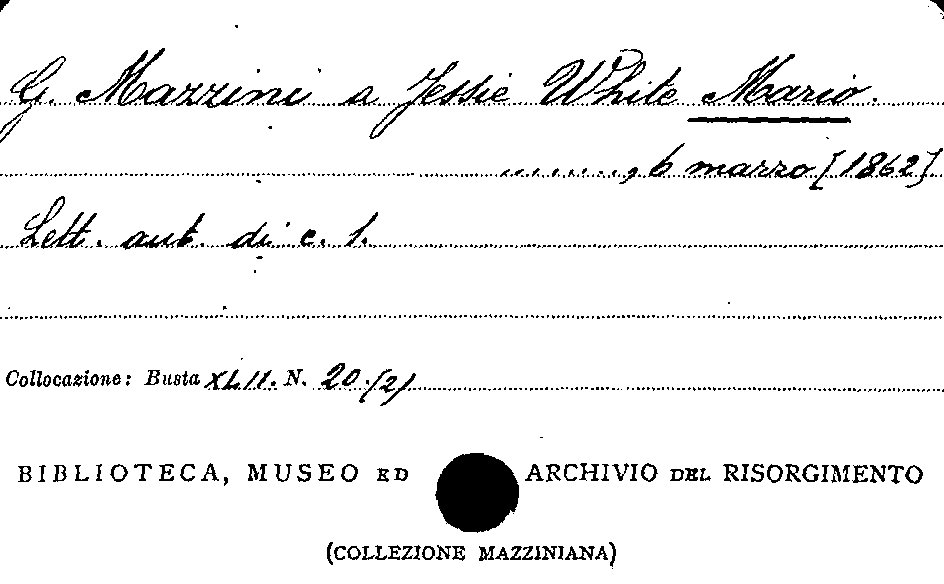 G. Mazzini a Jessie White Mario.
........, 6 marzo [1862]
Lett. aut. di c. 1.
Collocazione: Busta XLII. N. 20.(2)
BIBLIOTECA, MUSEO ED ARCHIVIO DEL RISORGIMENTO
(COLLEZIONE MAZZINIANA)